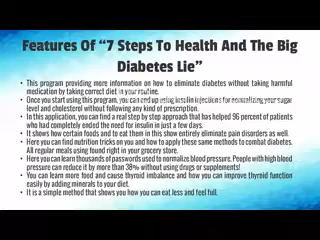 Features Of “7 Steps To Health And The Big
Diabetes Lie”
• This program providing more information on how to eliminate diabetes without taking harmful
medication by taking correct diet in your routine.
• Once you start using this program, you can end up using insulin injections for normalizing your sugar
level and cholesterol without following any kind of prescription.
• In this application, you can find a real step by step approach that has helped 96 percent of patients
who had completely ended the need for insulin in just a few days.
• It shows how certain foods and to eat them in this show entirely eliminate pain disorders as well.
• Here you can find nutrition tricks on you and how to apply these same methods to combat diabetes.
All regular meals using found right in your grocery store.
• Here you can learn thousands of passwords used to normalize blood pressure. People with high blood
pressure can reduce it by more than 38% without using drugs or supplements!
• You can learn more food and cause thyroid imbalance and how you can improve thyroid function
easily by adding minerals to your diet.
• It is a simple method that shows you how you can eat less and feel full.